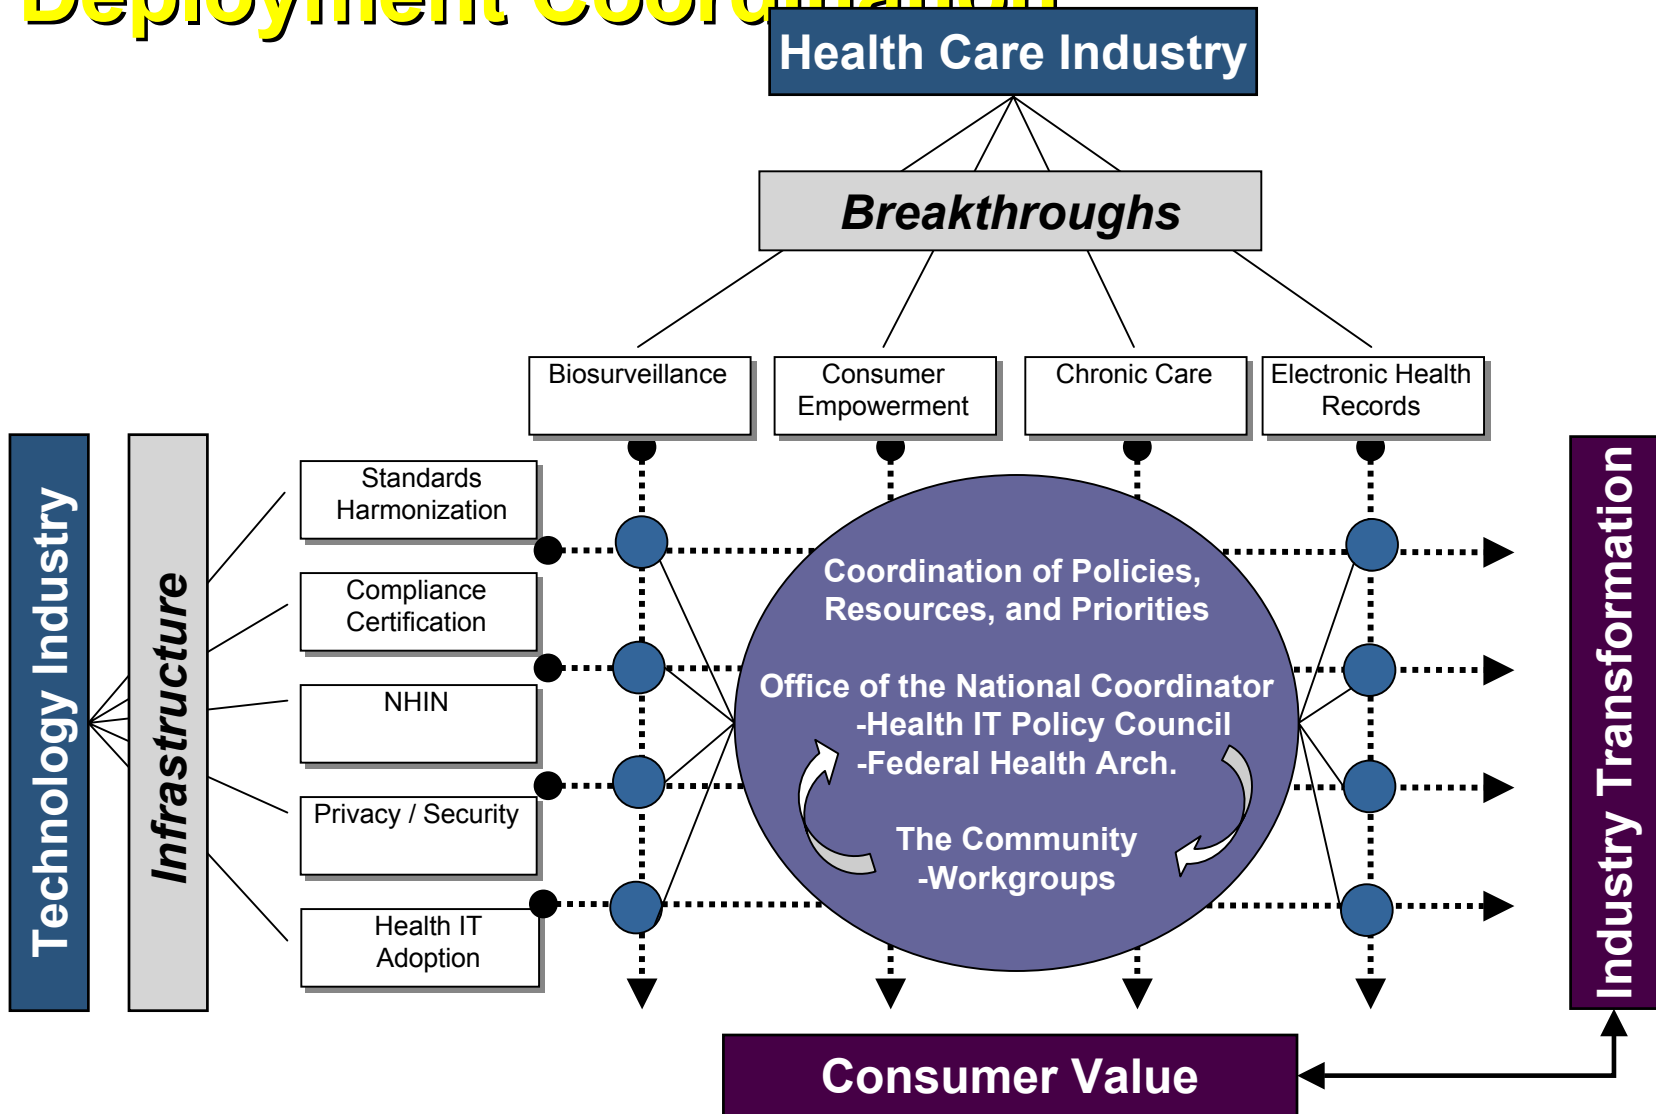 Deployment Coordination
Health Care Industry
Breakthroughs
Biosurveillance
Consumer
Empowerment
Chronic Care
Electronic Health
Records
Technology Industry
Infrastructure
Standards
Harmonization
Compliance
Certification
NHIN
Privacy / Security
Health IT
Adoption
Coordination of Policies,
Resources, and Priorities
Office of the National Coordinator
-Health IT Policy Council
-Federal Health Arch.
The Community
-Workgroups
Industry Transformation
Consumer Value